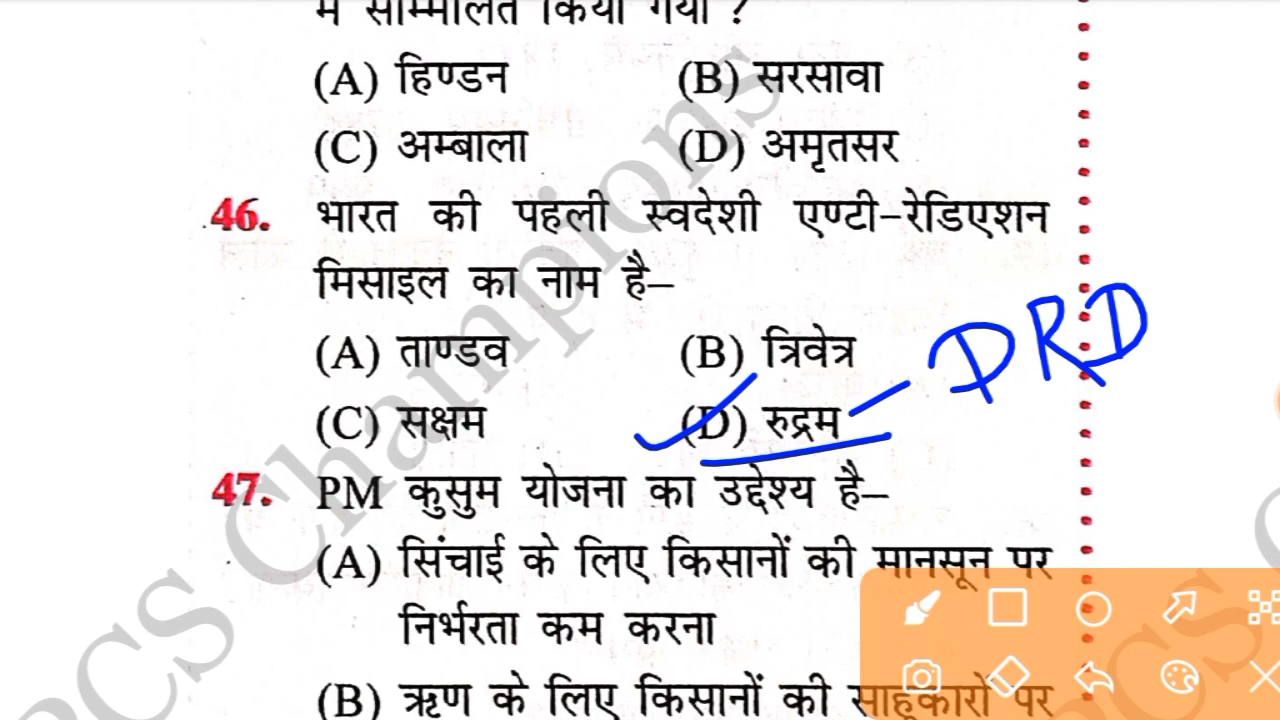 में सम्मिलित किया गया ?
(A) हिण्डन (B) सरसावा
(C) अम्बाला (D) अमृतसर
46. भारत की पहली स्वदेशी एण्टी-रेडिएशन
मिसाइल का नाम है–
(A) ताण्डव (B) त्रिवेत्र
(C) सक्षम (D) रुद्रम – DRD
47. PM कुसुम योजना का उद्देश्य है–
(A) सिंचाई के लिए किसानों की मानसून पर
निर्भरता कम करना
(B) ऋण के लिए किसानों की साहूकारों पर
PCS Champions